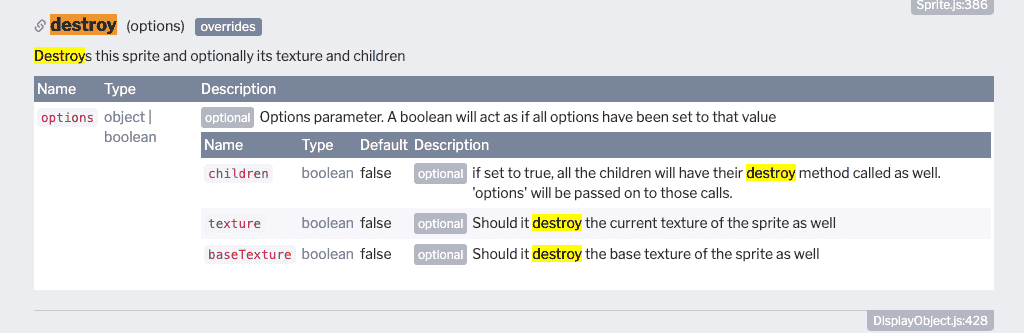 Sprite.js:386
destroy (options) overrides
Destroys this sprite and optionally its texture and children
Name Type Description
options object | optional Options parameter. A boolean will act as if all options have been set to that value
boolean
Name Type Default Description
children boolean false optional if set to true, all the children will have their destroy method called as well.
'options' will be passed on to those calls.
texture boolean false optional Should it destroy the current texture of the sprite as well
baseTexture boolean false optional Should it destroy the base texture of the sprite as well
DisplayObject.js:428